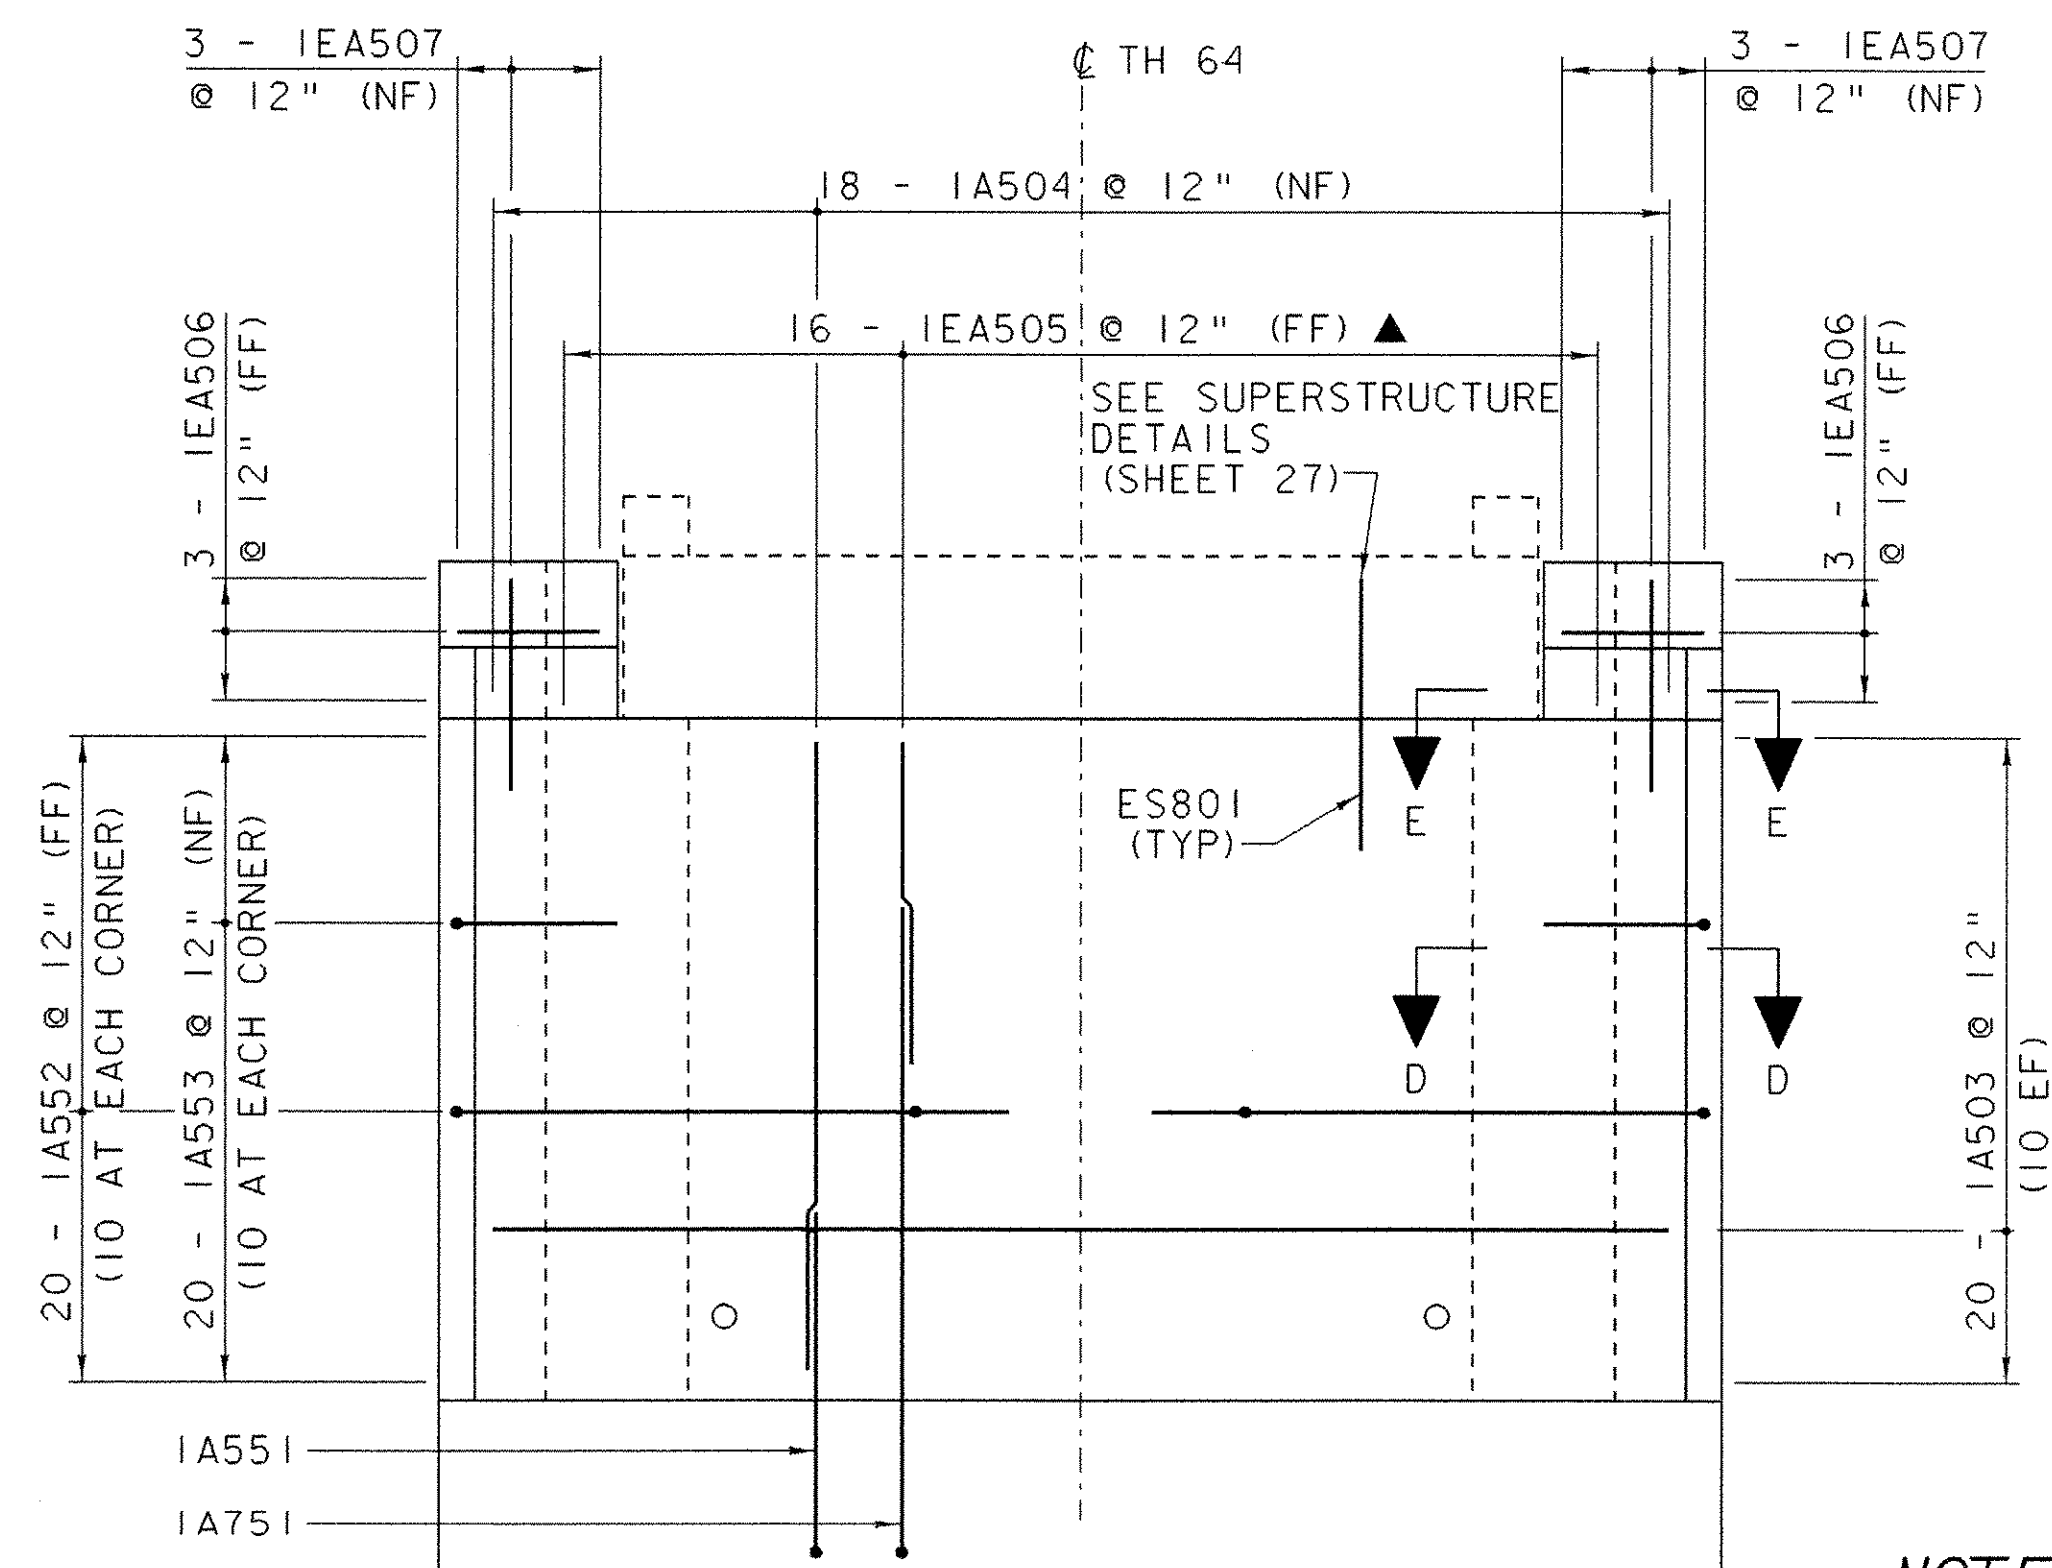 3 - 1EA507
@ 12" (NF)
℄ TH 64
3 - 1EA507
@ 12" (NF)
18 - 1A504 @ 12" (NF)
16 - 1EA505 @ 12" (FF) ▲
3 - 1EA506
@ 12" (FF)
SEE SUPERSTRUCTURE
DETAILS
(SHEET 27)
3 - 1EA506
@ 12" (FF)
ES801
(TYP)
E
E
20 - 1A552 @ 12" (FF)
(10 AT EACH CORNER)
20 - 1A553 @ 12" (NF)
(10 AT EACH CORNER)
D
D
20 - 1A503 @ 12"
(10 EF)
1A551
1A751